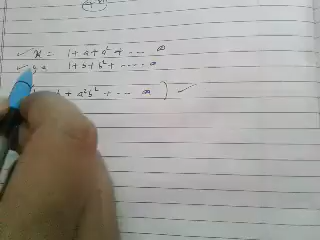 ✓ x = 1 + a + a² + ---- ∞
✓ 1 + b + b² + ---- ∞
+ a²b² + --- ∞ ) ✓